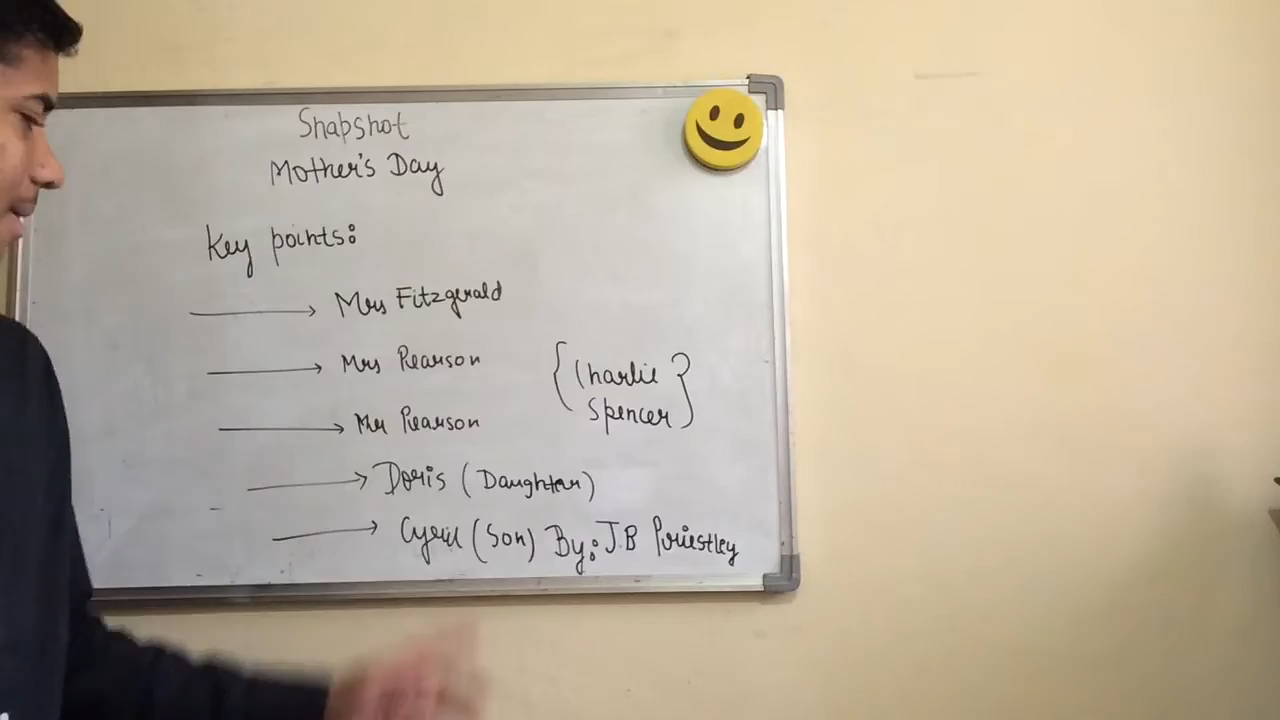 Snapshot
Mother's Day
Key points:
Mrs Fitzgerald
Mrs Pearson
Mr Pearson
{Charlie
Spencer}
Doris (Daughter)
Cyril (Son) By: J.B Priestley